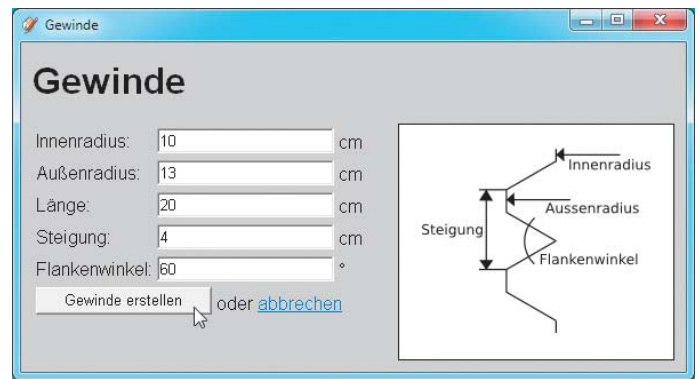 Gewinde
Gewinde
Innenradius: 10 cm
Außenradius: 13 cm
Länge: 20 cm
Steigung: 4 cm
Flankenwinkel: 60 °
Gewinde erstellen oder abbrechen
Innenradius
Aussenradius
Steigung
Flankenwinkel